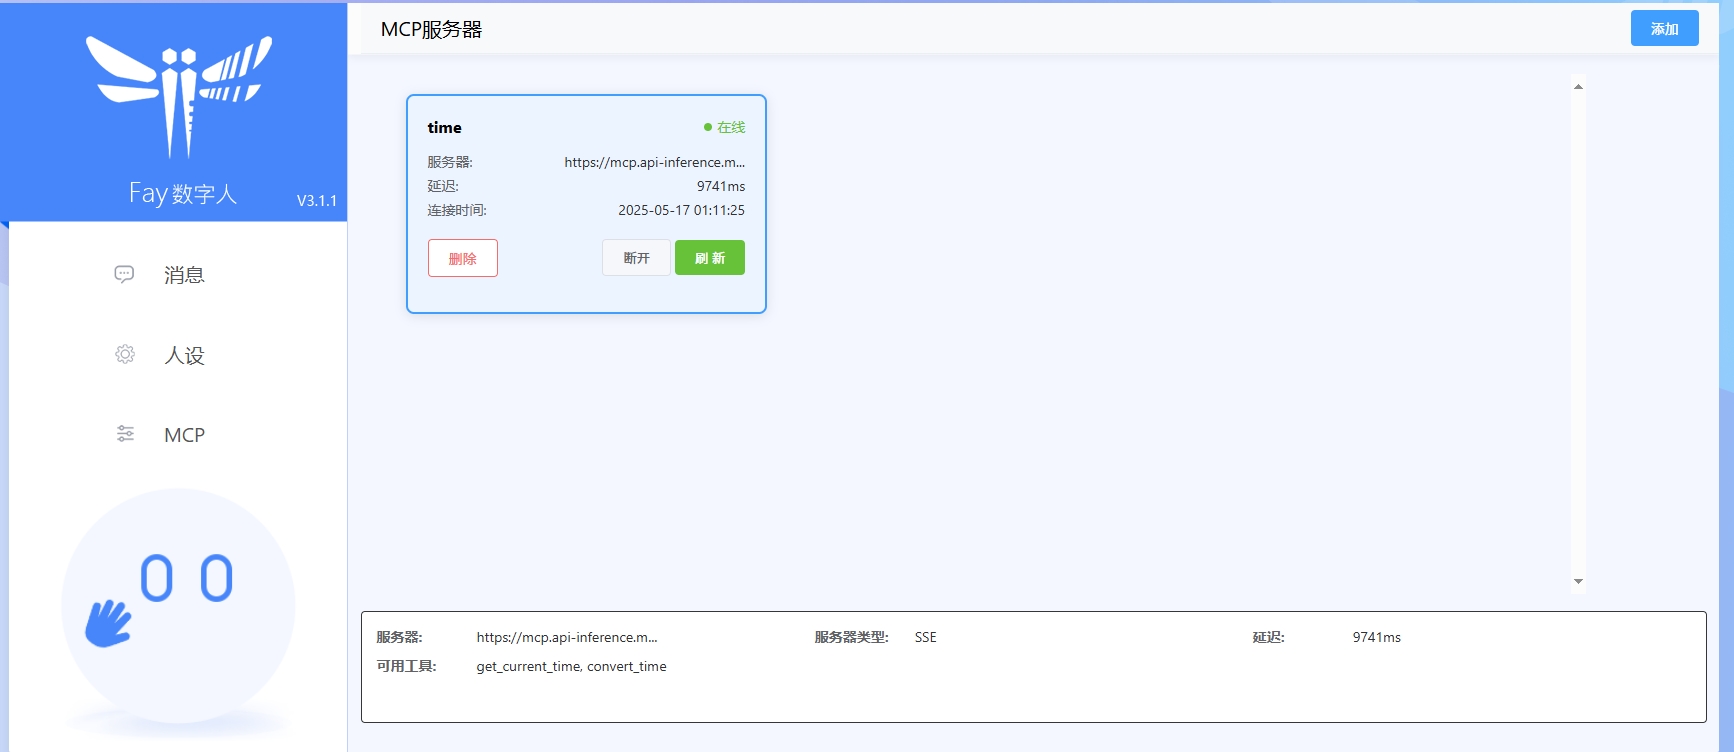 Fay数字人
V3.1.1
消息
人设
MCP
MCP服务器
添加
time
在线
服务器: https://mcp.api-inference.m...
延迟: 9741ms
连接时间: 2025-05-17 01:11:25
删除 断开 刷 新
服务器: https://mcp.api-inference.m... 服务器类型: SSE 延迟: 9741ms
可用工具: get_current_time, convert_time